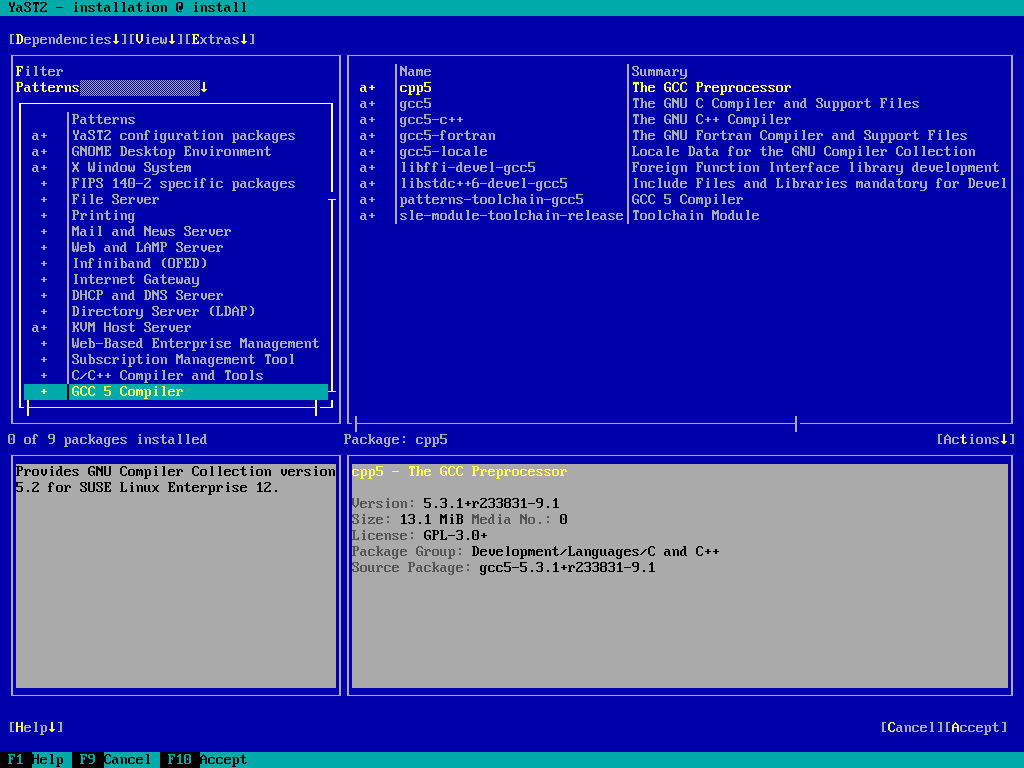 YaST2 - installation @ install
[Dependencies↓][View↓][Extras↓]
Filter
Patterns ↓
Patterns
a+ YaST2 configuration packages
a+ GNOME Desktop Environment
a+ X Window System
+ FIPS 140-2 specific packages
+ File Server
+ Printing
+ Mail and News Server
+ Web and LAMP Server
+ Infiniband (OFED)
+ Internet Gateway
+ DHCP and DNS Server
+ Directory Server (LDAP)
a+ KVM Host Server
+ Web-Based Enterprise Management
+ Subscription Management Tool
+ C/C++ Compiler and Tools
+ GCC 5 Compiler
Name Summary
a+ cpp5 The GCC Preprocessor
a+ gcc5 The GNU C Compiler and Support Files
a+ gcc5-c++ The GNU C++ Compiler
a+ gcc5-fortran The GNU Fortran Compiler and Support Files
a+ gcc5-locale Locale Data for the GNU Compiler Collection
a+ libffi-devel-gcc5 Foreign Function Interface library development
a+ libstdc++6-devel-gcc5 Include Files and Libraries mandatory for Devel
a+ patterns-toolchain-gcc5 GCC 5 Compiler
a+ sle-module-toolchain-release Toolchain Module
0 of 9 packages installed
Package: cpp5 [Actions↓]
Provides GNU Compiler Collection version
5.2 for SUSE Linux Enterprise 12.
cpp5 - The GCC Preprocessor
Version: 5.3.1+r233831-9.1
Size: 13.1 MiB Media No.: 0
License: GPL-3.0+
Package Group: Development/Languages/C and C++
Source Package: gcc5-5.3.1+r233831-9.1
[Help↓] [Cancel][Accept]
F1 Help F9 Cancel F10 Accept